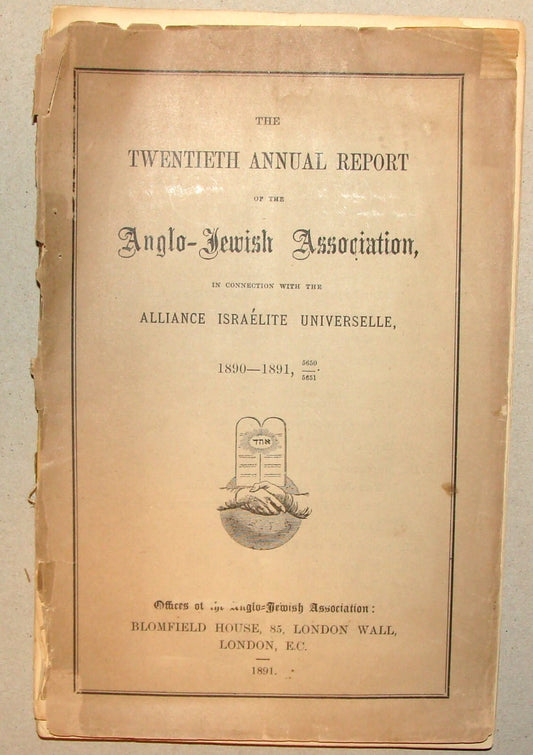 THE
TWENTIETH ANNUAL REPORT
OF THE
Anglo-Jewish Association,
IN CONNECTION WITH THE
ALLIANCE ISRAÉLITE UNIVERSELLE,
1890—1891, 5650/5651.
אחד
Offices of the Anglo-Jewish Association:
BLOMFIELD HOUSE, 85, LONDON WALL,
LONDON, E.C.
1891.